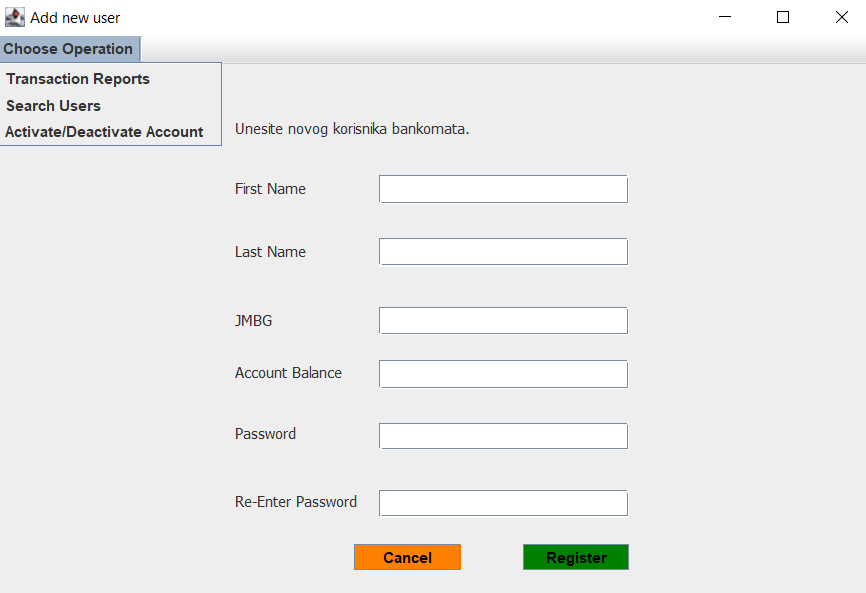 Add new user
Choose Operation
Transaction Reports
Search Users
Activate/Deactivate Account
Unesite novog korisnika bankomata.
First Name
Last Name
JMBG
Account Balance
Password
Re-Enter Password
Cancel
Register